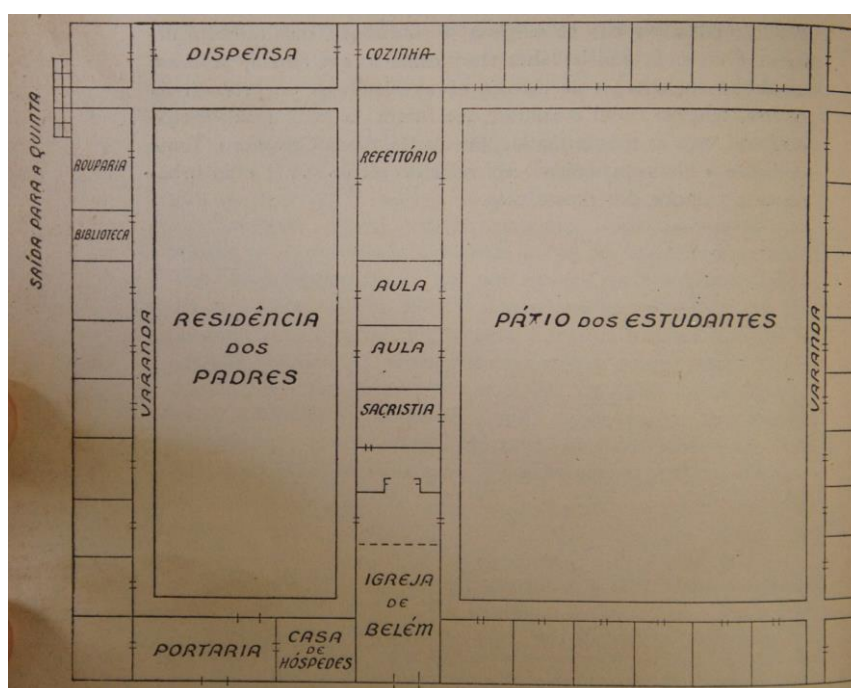 DISPENSA
COZINHA
SAÍDA PARA A QUINTA
ROUPARIA
REFEITÓRIO
BIBLIOTECA
AULA
RESIDÊNCIA
DOS
PADRES
PÁTIO DOS ESTUDANTES
VARANDA
VARANDA
AULA
SACRISTIA
IGREJA
DE
BELÉM
PORTARIA
CASA
DE
HÓSPEDES